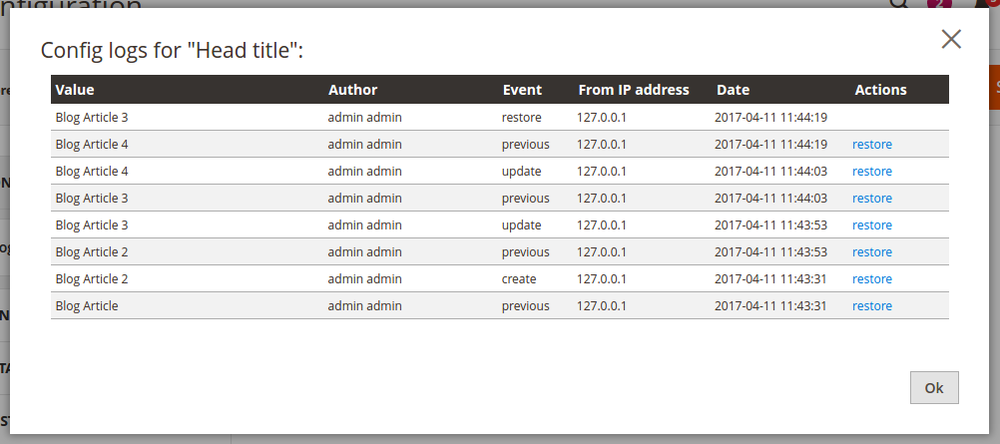 nfiguration
2
Config logs for "Head title":
re
Value Author Event From IP address Date Actions
Blog Article 3 admin admin restore 127.0.0.1 2017-04-11 11:44:19
Blog Article 4 admin admin previous 127.0.0.1 2017-04-11 11:44:19 restore
Blog Article 4 admin admin update 127.0.0.1 2017-04-11 11:44:03 restore
Blog Article 3 admin admin previous 127.0.0.1 2017-04-11 11:44:03 restore
Blog Article 3 admin admin update 127.0.0.1 2017-04-11 11:43:53 restore
Blog Article 2 admin admin previous 127.0.0.1 2017-04-11 11:43:53 restore
Blog Article 2 admin admin create 127.0.0.1 2017-04-11 11:43:31 restore
Blog Article admin admin previous 127.0.0.1 2017-04-11 11:43:31 restore
Ok